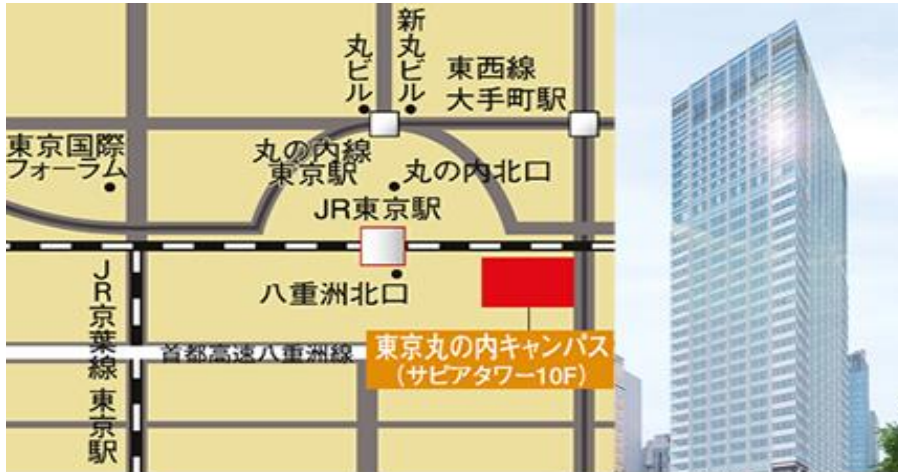 丸ビル
新丸ビル
東西線
大手町駅
東京国際
フォーラム
丸の内線
東京駅
丸の内北口
JR東京駅
八重洲北口
JR京葉線 東京駅
首都高速八重洲線
東京丸の内キャンパス
(サピアタワー10F)